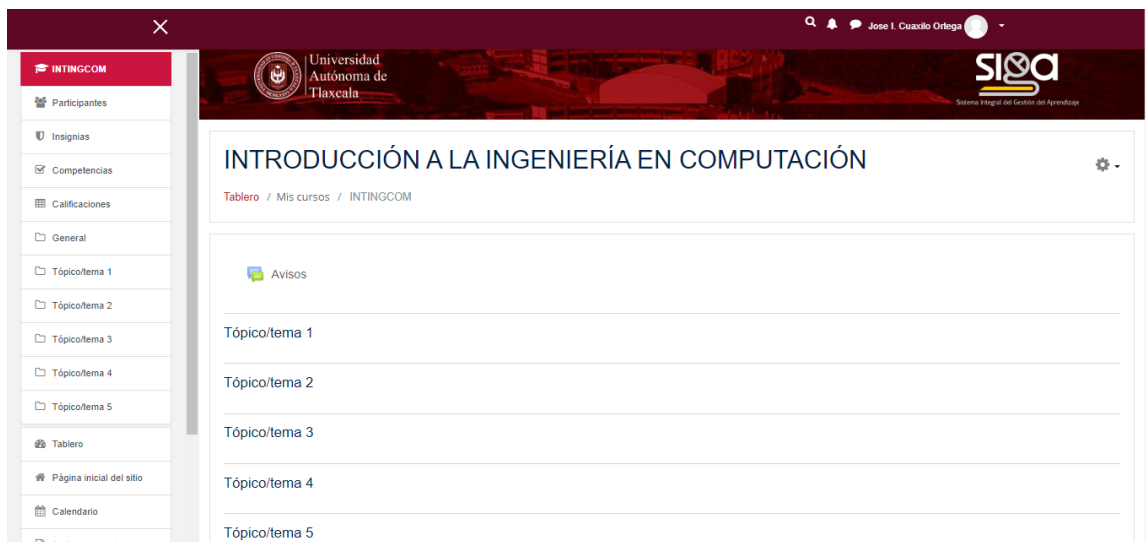 Jose I. Cuaxilo Ortega
INTINGCOM
Participantes
Insignias
Competencias
Calificaciones
General
Tópico/tema 1
Tópico/tema 2
Tópico/tema 3
Tópico/tema 4
Tópico/tema 5
Tablero
Página inicial del sitio
Calendario
Universidad
Autónoma de
Tlaxcala
siga
Sistema Integral del Gestión del Aprendizaje
INTRODUCCIÓN A LA INGENIERÍA EN COMPUTACIÓN
Tablero / Mis cursos / INTINGCOM
Avisos
Tópico/tema 1
Tópico/tema 2
Tópico/tema 3
Tópico/tema 4
Tópico/tema 5